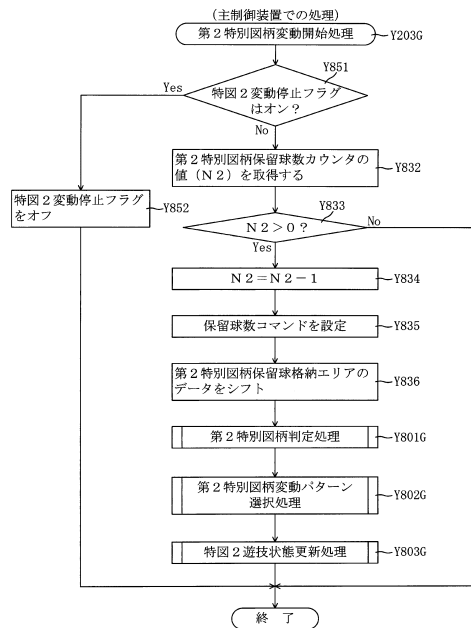 (主制御装置での処理)
第2特別図柄変動開始処理
Y203G
Y851
Yes
特図2変動停止フラグ
はオン?
No
第2特別図柄保留球数カウンタの
値(N2)を取得する
Y832
特図2変動停止フラグ
をオフ
Y852
Y833
N2>0?
No
Yes
N2=N2-1
Y834
保留球数コマンドを設定
Y835
第2特別図柄保留球格納エリアの
データをシフト
Y836
第2特別図柄判定処理
Y801G
第2特別図柄変動パターン
選択処理
Y802G
特図2遊技状態更新処理
Y803G
終 了